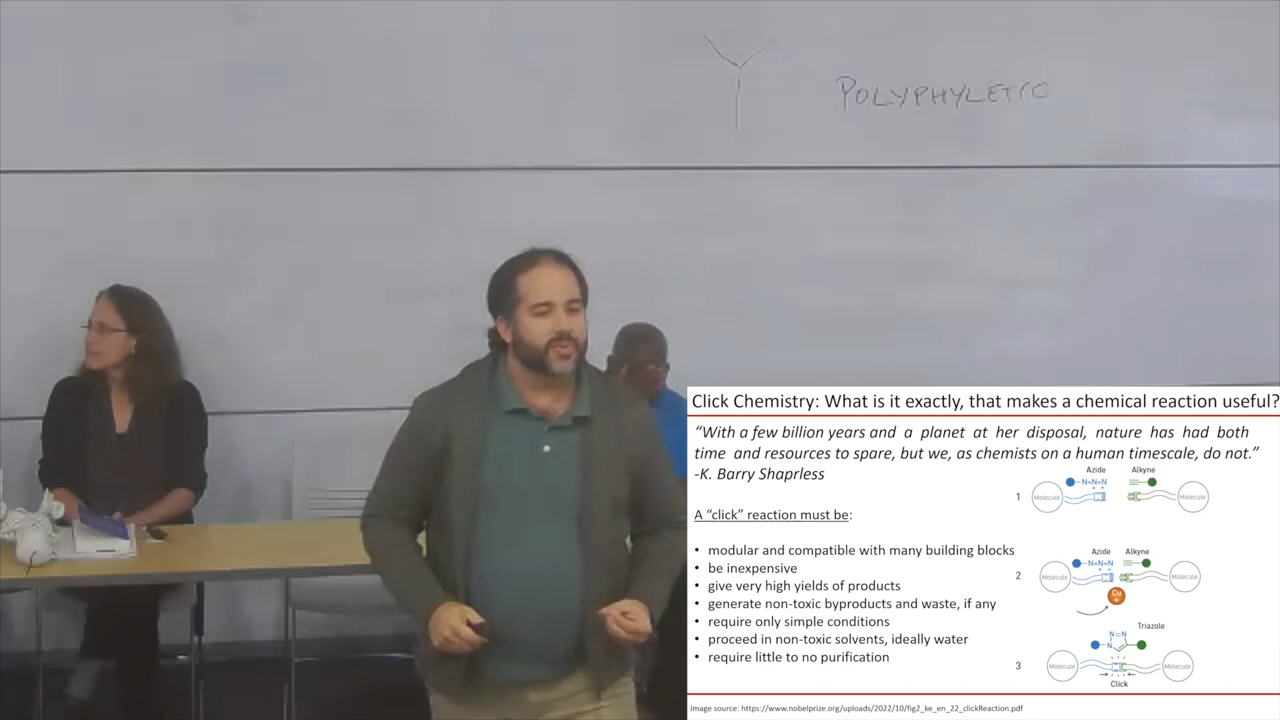 POLYPHYLETIC
Click Chemistry: What is it exactly, that makes a chemical reaction useful?
“With a few billion years and a planet at her disposal, nature has had both
time and resources to spare, but we, as chemists on a human timescale, do not.”
-K. Barry Shaprless
Azide Alkyne
1 Molecule N=N=N Molecule
A “click” reaction must be:
• modular and compatible with many building blocks
• be inexpensive
• give very high yields of products
• generate non-toxic byproducts and waste, if any
• require only simple conditions
• proceed in non-toxic solvents, ideally water
• require little to no purification
Azide Alkyne
N=N=N
2 Molecule Molecule
Cu
+
Triazole
N=N
N
3 Molecule Molecule
Click
Image source: https://www.nobelprize.org/uploads/2022/10/fig2_ke_en_22_clickReaction.pdf